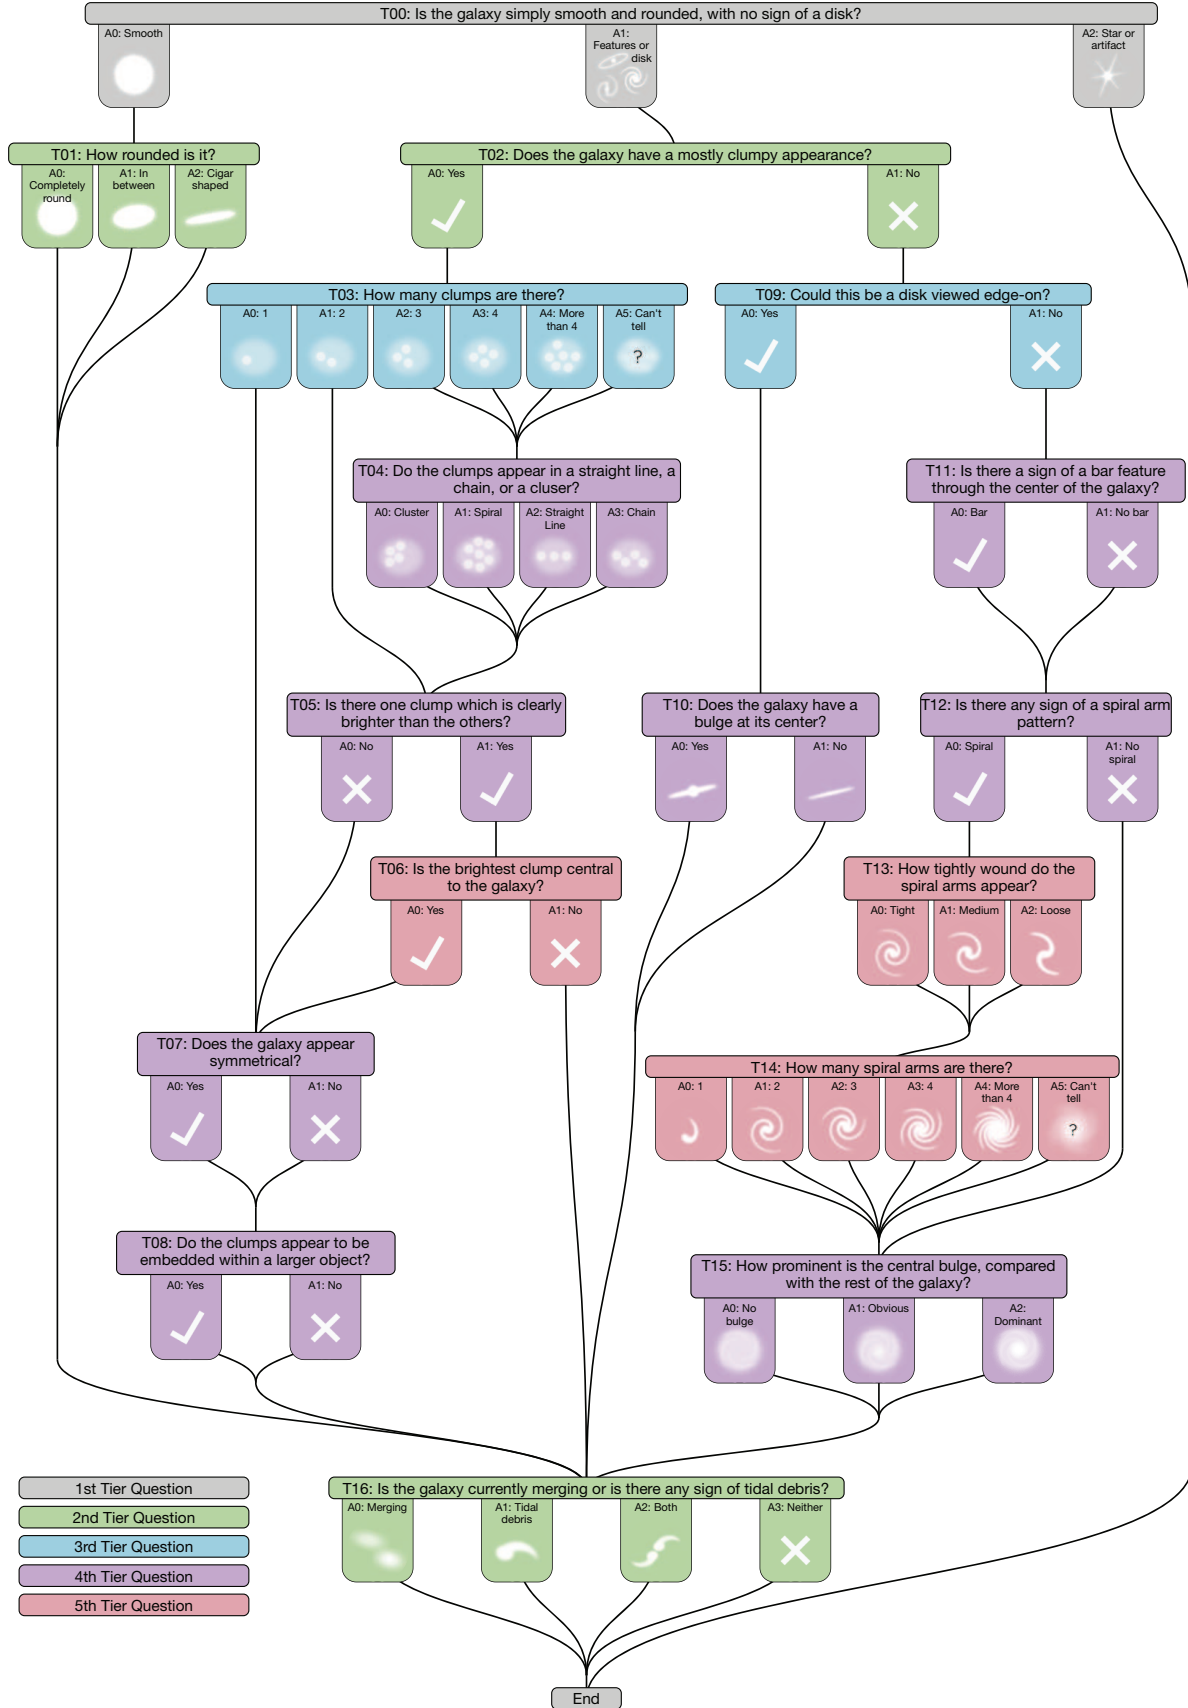 T00: Is the galaxy simply smooth and rounded, with no sign of a disk?
A0: Smooth
A1:
Features or
disk
A2: Star or
artifact
T01: How rounded is it?
A0:
Completely
round
A1: In
between
A2: Cigar
shaped
T02: Does the galaxy have a mostly clumpy appearance?
A0: Yes
A1: No
T03: How many clumps are there?
A0: 1
A1: 2
A2: 3
A3: 4
A4: More
than 4
A5: Can't
tell
?
T09: Could this be a disk viewed edge-on?
A0: Yes
A1: No
T04: Do the clumps appear in a straight line, a
chain, or a cluser?
A0: Cluster
A1: Spiral
A2: Straight
Line
A3: Chain
T11: Is there a sign of a bar feature
through the center of the galaxy?
A0: Bar
A1: No bar
T05: Is there one clump which is clearly
brighter than the others?
A0: No
A1: Yes
T10: Does the galaxy have a
bulge at its center?
A0: Yes
A1: No
T12: Is there any sign of a spiral arm
pattern?
A0: Spiral
A1: No
spiral
T06: Is the brightest clump central
to the galaxy?
A0: Yes
A1: No
T13: How tightly wound do the
spiral arms appear?
A0: Tight
A1: Medium
A2: Loose
T07: Does the galaxy appear
symmetrical?
A0: Yes
A1: No
T14: How many spiral arms are there?
A0: 1
A1: 2
A2: 3
A3: 4
A4: More
than 4
A5: Can't
tell
?
T08: Do the clumps appear to be
embedded within a larger object?
A0: Yes
A1: No
T15: How prominent is the central bulge, compared
with the rest of the galaxy?
A0: No
bulge
A1: Obvious
A2:
Dominant
T16: Is the galaxy currently merging or is there any sign of tidal debris?
A0: Merging
A1: Tidal
debris
A2: Both
A3: Neither
1st Tier Question
2nd Tier Question
3rd Tier Question
4th Tier Question
5th Tier Question
End